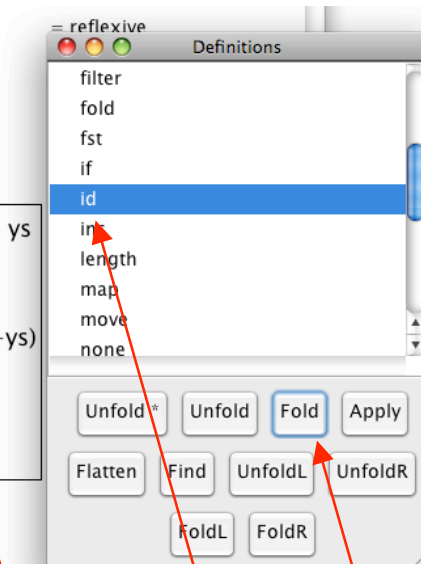 = reflexive
Definitions
filter
fold
fst
if
id
ys
length
map
move
ys)
none
Unfold * Unfold Fold Apply
Flatten Find UnfoldL UnfoldR
FoldL FoldR